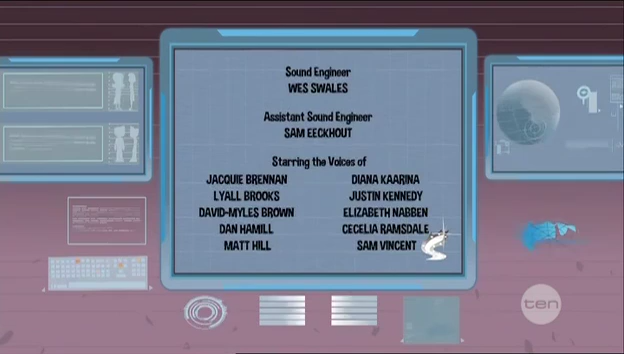 Sound Engineer
WES SWALES
Assistant Sound Engineer
SAM EECKHOUT
Starring the Voices of
JACQUIE BRENNAN DIANA KAARINA
LYALL BROOKS JUSTIN KENNEDY
DAVID-MYLES BROWN ELIZABETH NABBEN
DAN HAMILL CECELIA RAMSDALE
MATT HILL SAM VINCENT
ten